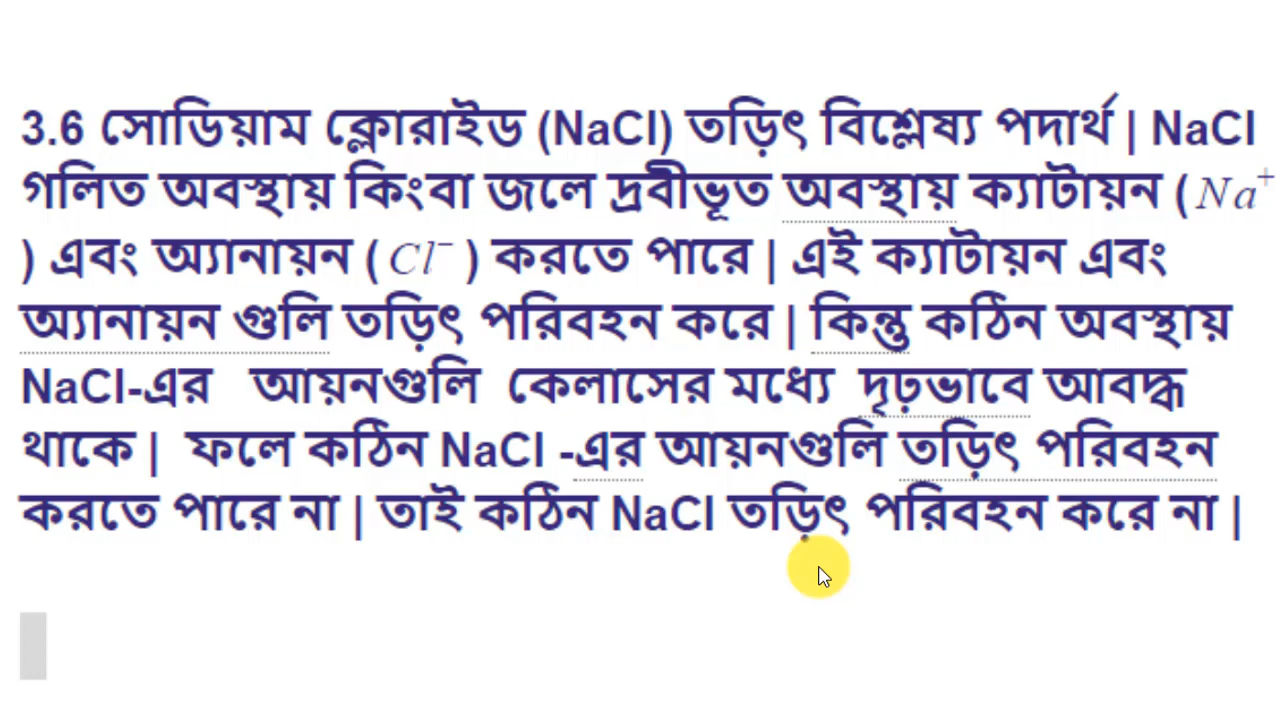 3.6 সোডিয়াম ক্লোরাইড (NaCl) তড়িৎ বিশ্লেষ্য পদার্থ | NaCl
গলিত অবস্থায় কিংবা জলে দ্রবীভূত অবস্থায় ক্যাটায়ন ( Na⁺
) এবং অ্যানায়ন ( Cl⁻ ) করতে পারে | এই ক্যাটায়ন এবং
অ্যানায়ন গুলি তড়িৎ পরিবহন করে | কিন্তু কঠিন অবস্থায়
NaCl-এর আয়নগুলি কেলাসের মধ্যে দৃঢ়ভাবে আবদ্ধ
থাকে | ফলে কঠিন NaCl -এর আয়নগুলি তড়িৎ পরিবহন
করতে পারে না | তাই কঠিন NaCl তড়িৎ পরিবহন করে না |